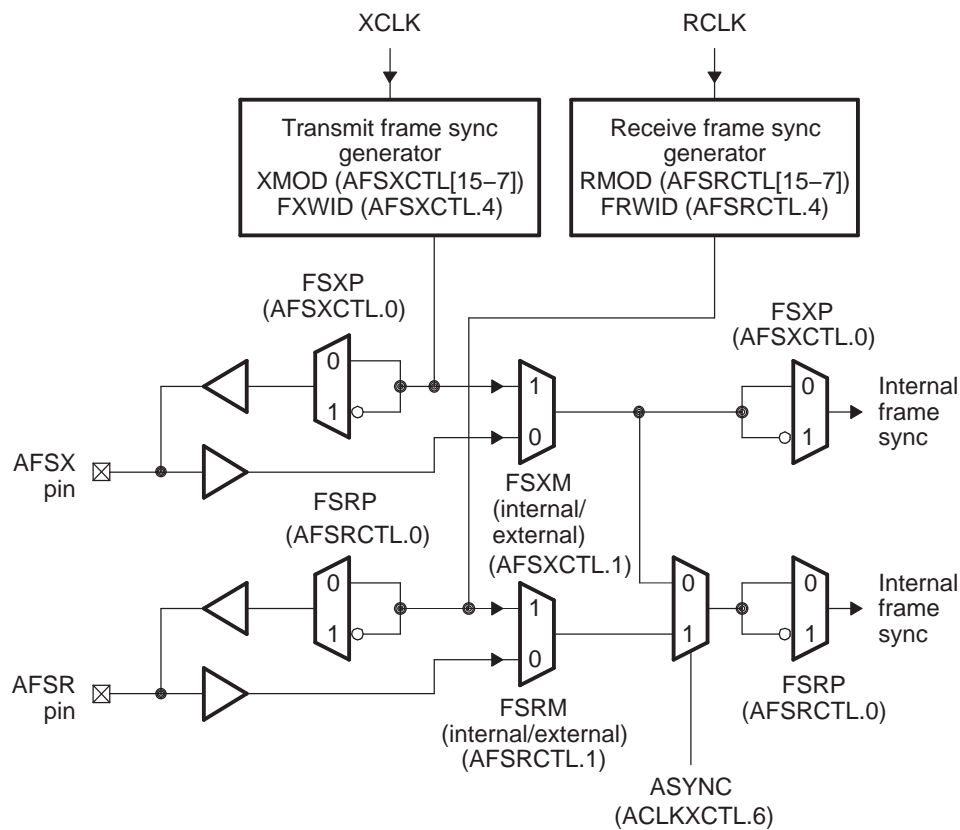 XCLK
RCLK
Transmit frame sync
generator
XMOD (AFSXCTL[15–7])
FXWID (AFSXCTL.4)
Receive frame sync
generator
RMOD (AFSRCTL[15–7])
FRWID (AFSRCTL.4)
FSXP
(AFSXCTL.0)
FSXP
(AFSXCTL.0)
0
1
1
0
0
1
Internal
frame
sync
AFSX
pin
FSXM
(internal/
external)
(AFSXCTL.1)
FSRP
(AFSRCTL.0)
0
1
1
0
0
1
0
1
Internal
frame
sync
AFSR
pin
FSRM
(internal/external)
(AFSRCTL.1)
FSRP
(AFSRCTL.0)
ASYNC
(ACLKXCTL.6)